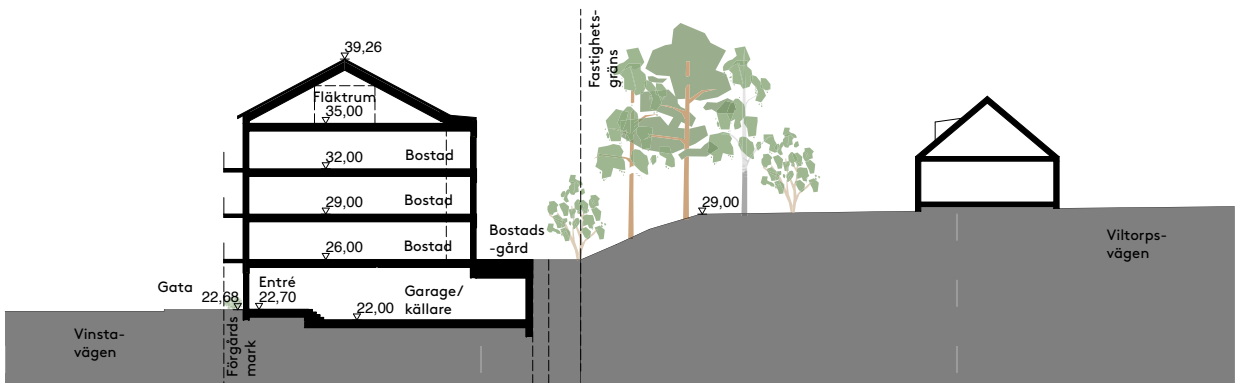 39,26
Fastighets-
gräns
Fläktrum
35,00
32,00
Bostad
29,00
Bostad
29,00
Bostads
-gård
26,00
Bostad
Viltorps-
vägen
Gata
Entré
22,68
22,70
Garage/
källare
22,00
Vinsta-
vägen
Förgårds
mark